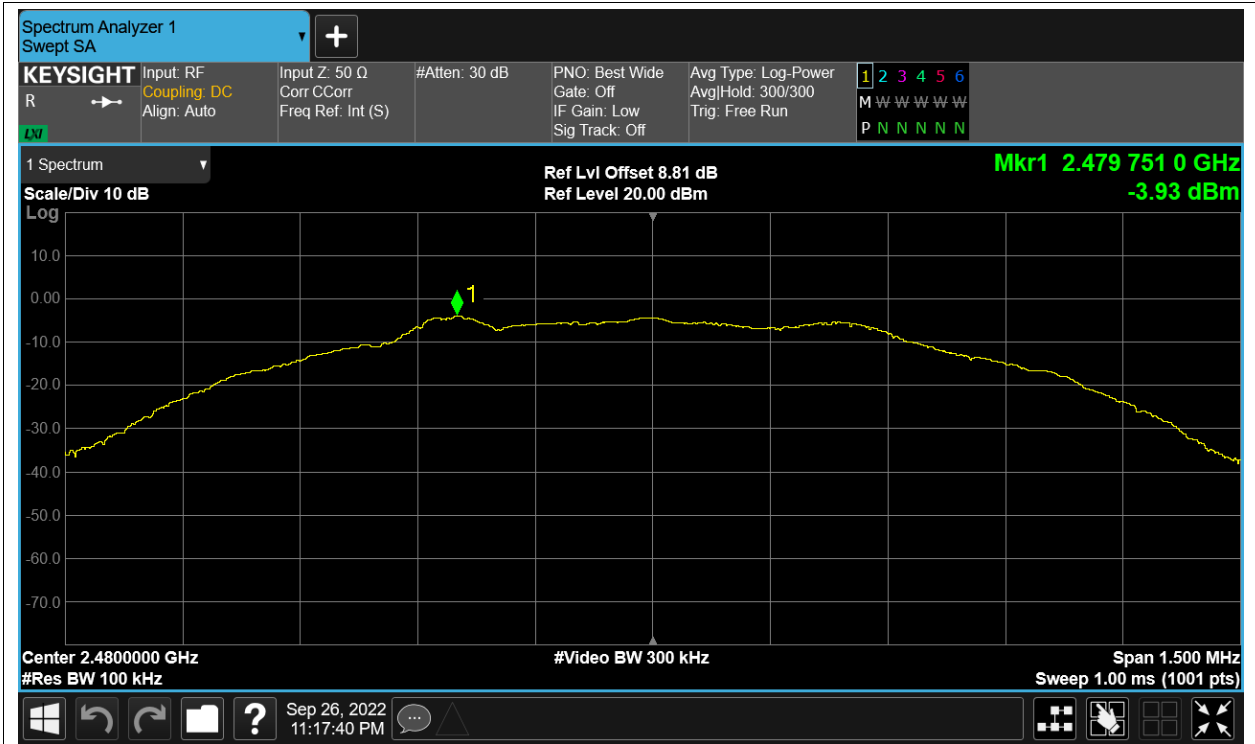 Spectrum Analyzer 1
Swept SA
KEYSIGHT
R
LXI
Input: RF
Coupling: DC
Align: Auto
Input Z: 50 Ω
Corr CCorr
Freq Ref: Int (S)
#Atten: 30 dB
PNO: Best Wide
Gate: Off
IF Gain: Low
Sig Track: Off
Avg Type: Log-Power
Avg|Hold: 300/300
Trig: Free Run
1 2 3 4 5 6
M W W W W W
P N N N N N
1 Spectrum
Scale/Div 10 dB
Log
Ref Lvl Offset 8.81 dB
Ref Level 20.00 dBm
Mkr1 2.479 751 0 GHz
-3.93 dBm
1
10.0
0.00
-10.0
-20.0
-30.0
-40.0
-50.0
-60.0
-70.0
Center 2.4800000 GHz
#Res BW 100 kHz
#Video BW 300 kHz
Span 1.500 MHz
Sweep 1.00 ms (1001 pts)
?
Sep 26, 2022
11:17:40 PM